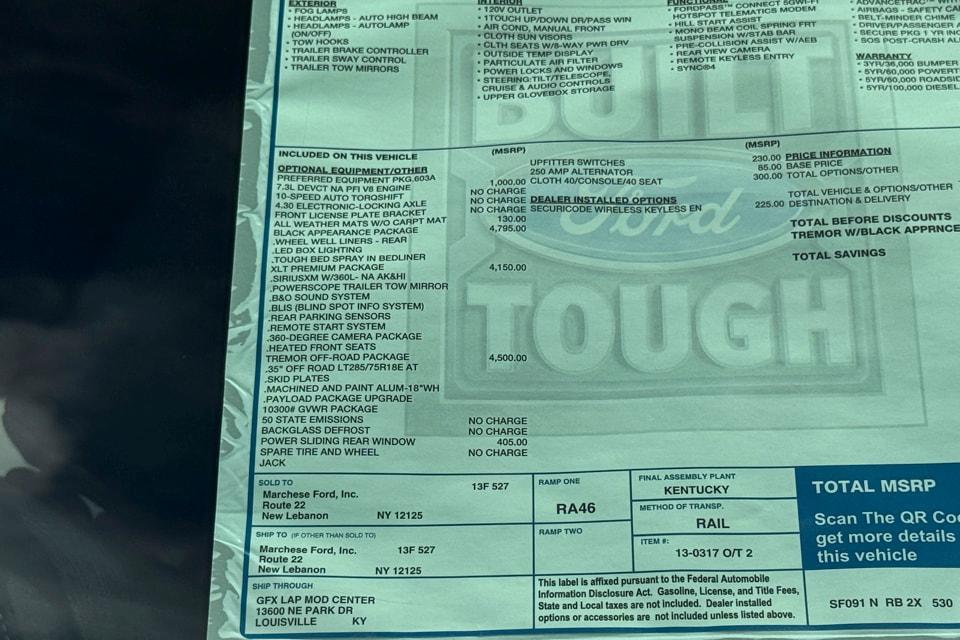 EXTERIOR
• FOG LAMPS
• HEADLAMPS - AUTO HIGH BEAM
• HEADLAMPS - AUTOLAMP
(ON/OFF)
• TOW HOOKS
• TRAILER BRAKE CONTROLLER
• TRAILER SWAY CONTROL
• TRAILER TOW MIRRORS
INTERIOR
• 120V OUTLET
• 1TOUCH UP/DOWN DR/PASS WIN
• AIR COND, MANUAL FRONT
• CLOTH SUN VISORS
• CLTH SEATS W/8-WAY PWR DRV
• OUTSIDE TEMP DISPLAY
• PARTICULATE AIR FILTER
• POWER LOCKS AND WINDOWS
• STEERING:TILT/TELESCOPE,
CRUISE & AUDIO CONTROLS
• UPPER GLOVEBOX STORAGE
FUNCTIONAL
• FORDPASS™ CONNECT 5GWI-FI
HOTSPOT TELEMATICS MODEM
• HILL START ASSIST
• MONO BEAM COIL SPRING FRT
SUSPENSION W/STAB BAR
• PRE-COLLISION ASSIST W/AEB
• REAR VIEW CAMERA
• REMOTE KEYLESS ENTRY
• SYNC®4
• ADVANCETRAC™ WITH
• AIRBAGS - SAFETY CA
• BELT-MINDER CHIME
• DRIVER/PASSENGER A
• SECURE PKG 1 YR INC
• SOS POST-CRASH AL
WARRANTY
• 3YR/36,000 BUMPER
• 5YR/60,000 POWERT
• 5YR/60,000 ROADSID
• 5YR/100,000 DIESEL
BUILT
Ford
TOUGH
INCLUDED ON THIS VEHICLE (MSRP)
OPTIONAL EQUIPMENT/OTHER
PREFERRED EQUIPMENT PKG.603A
7.3L DEVCT NA PFI V8 ENGINE 1,000.00
10-SPEED AUTO TORQSHIFT NO CHARGE
4.30 ELECTRONIC-LOCKING AXLE NO CHARGE
FRONT LICENSE PLATE BRACKET NO CHARGE
ALL WEATHER MATS W/O CARPT MAT 130.00
BLACK APPEARANCE PACKAGE 4,795.00
.WHEEL WELL LINERS - REAR
.LED BOX LIGHTING
.TOUGH BED SPRAY IN BEDLINER
XLT PREMIUM PACKAGE 4,150.00
.SIRIUSXM W/360L- NA AK&HI
.POWERSCOPE TRAILER TOW MIRROR
.B&O SOUND SYSTEM
.BLIS (BLIND SPOT INFO SYSTEM)
.REAR PARKING SENSORS
.REMOTE START SYSTEM
.360-DEGREE CAMERA PACKAGE
.HEATED FRONT SEATS
TREMOR OFF-ROAD PACKAGE 4,500.00
.35" OFF ROAD LT285/75R18E AT
.SKID PLATES
.MACHINED AND PAINT ALUM-18"WH
.PAYLOAD PACKAGE UPGRADE
10300# GVWR PACKAGE
50 STATE EMISSIONS NO CHARGE
BACKGLASS DEFROST NO CHARGE
POWER SLIDING REAR WINDOW 405.00
SPARE TIRE AND WHEEL NO CHARGE
JACK
(MSRP)
UPFITTER SWITCHES 230.00
250 AMP ALTERNATOR 85.00
CLOTH 40/CONSOLE/40 SEAT 300.00
DEALER INSTALLED OPTIONS
SECURICODE WIRELESS KEYLESS EN 225.00
PRICE INFORMATION
BASE PRICE
TOTAL OPTIONS/OTHER
TOTAL VEHICLE & OPTIONS/OTHER
DESTINATION & DELIVERY
TOTAL BEFORE DISCOUNTS
TREMOR W/BLACK APPRNCE
TOTAL SAVINGS
SOLD TO
Marchese Ford, Inc. 13F 527
Route 22
New Lebanon NY 12125
SHIP TO (IF OTHER THAN SOLD TO)
Marchese Ford, Inc. 13F 527
Route 22
New Lebanon NY 12125
SHIP THROUGH
GFX LAP MOD CENTER
13600 NE PARK DR
LOUISVILLE KY
RAMP ONE
RA46
RAMP TWO
FINAL ASSEMBLY PLANT
KENTUCKY
METHOD OF TRANSP.
RAIL
ITEM #:
13-0317 O/T 2
This label is affixed pursuant to the Federal Automobile
Information Disclosure Act. Gasoline, License, and Title Fees,
State and Local taxes are not included. Dealer installed
options or accessories are not included unless listed above.
TOTAL MSRP
Scan The QR Co
get more details
this vehicle
SF091 N RB 2X 530